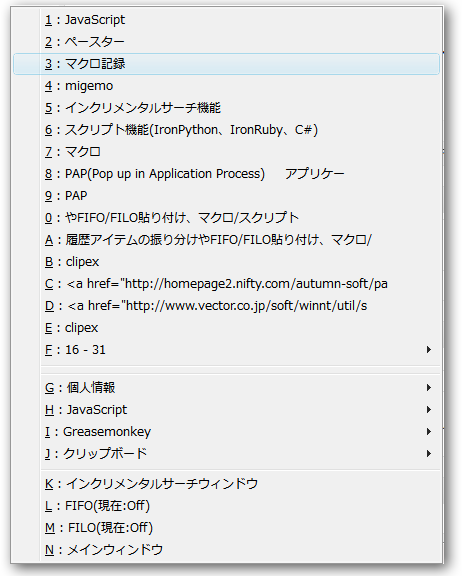 1：JavaScript
2：ペースター
3：マクロ記録
4：migemo
5：インクリメンタルサーチ機能
6：スクリプト機能(IronPython、IronRuby、C#)
7：マクロ
8：PAP(Pop up in Application Process)　アプリケー
9：PAP
0：やFIFO/FILO貼り付け、マクロ/スクリプト
A：履歴アイテムの振り分けやFIFO/FILO貼り付け、マクロ/
B：clipex
C：<a href="http://homepage2.nifty.com/autumn-soft/pa
D：<a href="http://www.vector.co.jp/soft/winnt/util/s
E：clipex
F：16 - 31
G：個人情報
H：JavaScript
I：Greasemonkey
J：クリップボード
K：インクリメンタルサーチウィンドウ
L：FIFO(現在:Off)
M：FILO(現在:Off)
N：メインウィンドウ